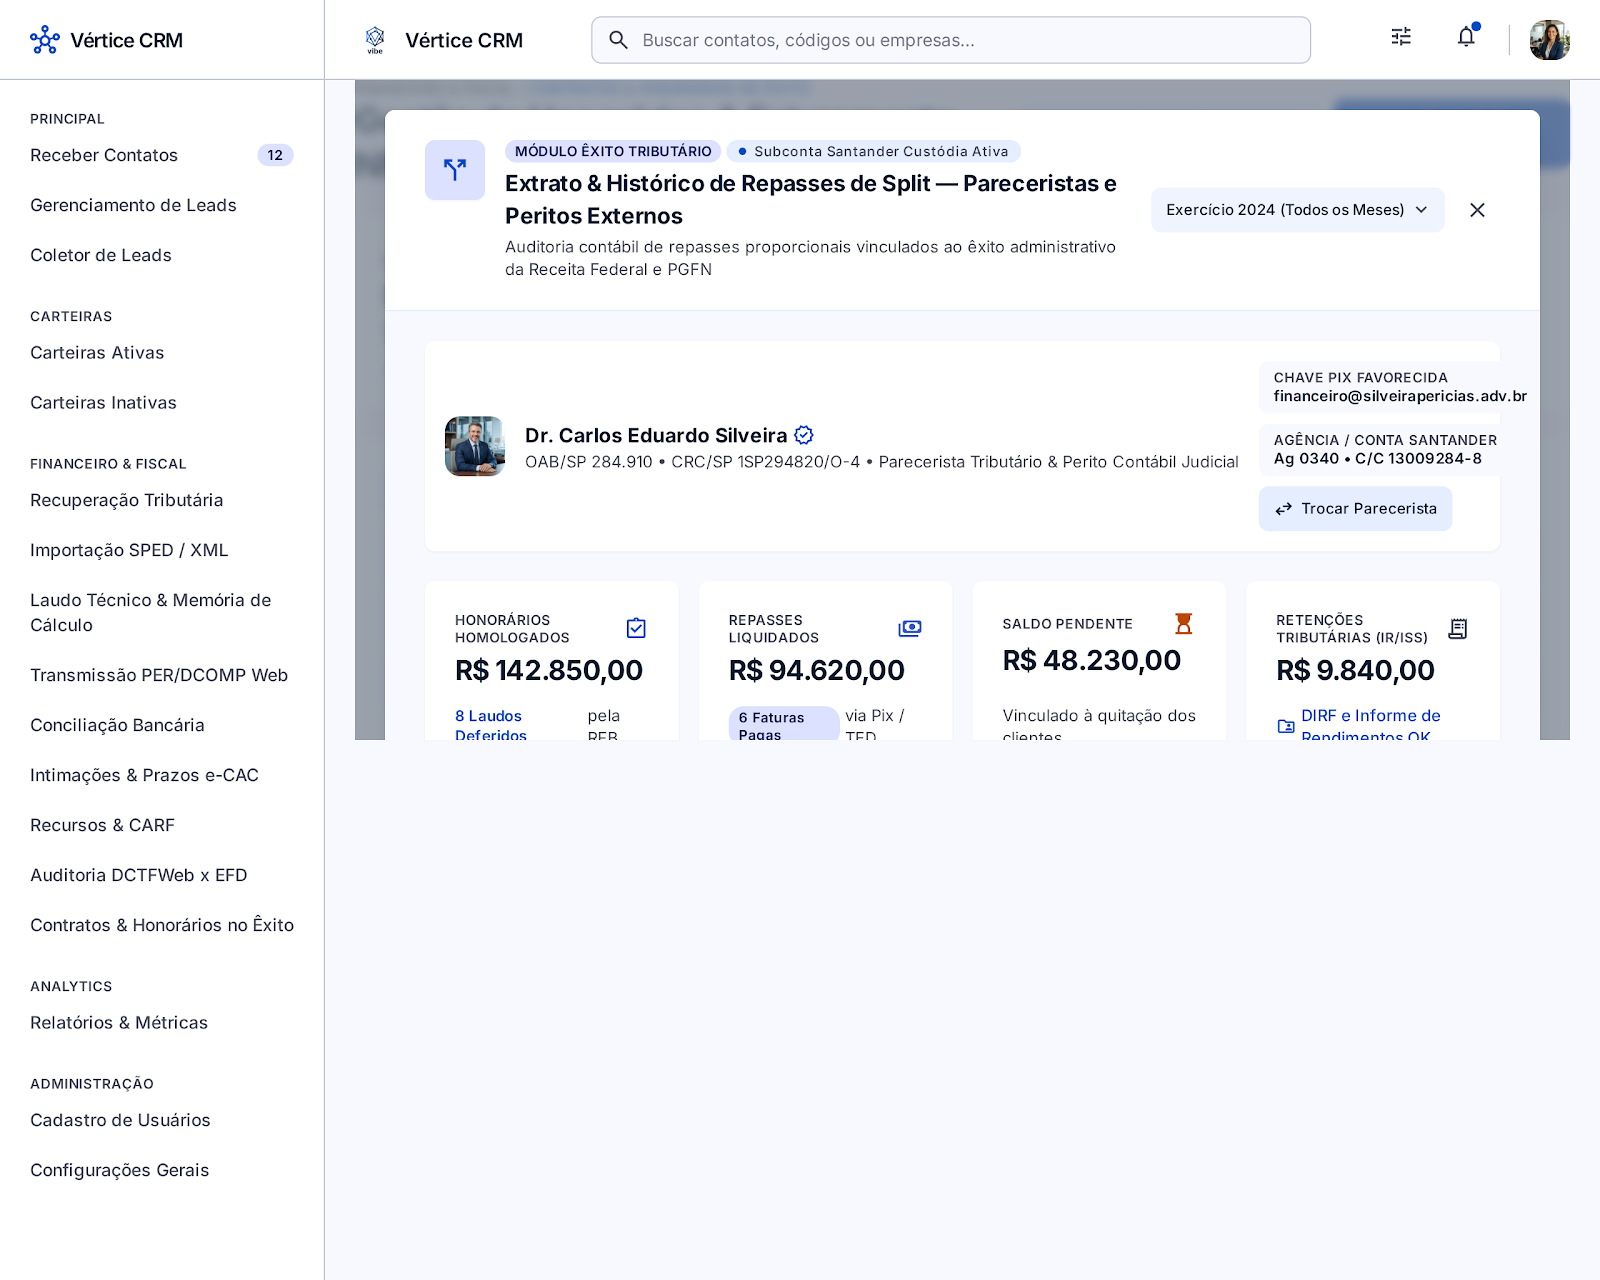 Vértice CRM
PRINCIPAL
Receber Contatos
12
Gerenciamento de Leads
Coletor de Leads
CARTEIRAS
Carteiras Ativas
Carteiras Inativas
FINANCEIRO & FISCAL
Recuperação Tributária
Importação SPED / XML
Laudo Técnico & Memória de
Cálculo
Transmissão PER/DCOMP Web
Conciliação Bancária
Intimações & Prazos e-CAC
Recursos & CARF
Auditoria DCTFWeb x EFD
Contratos & Honorários no Êxito
ANALYTICS
Relatórios & Métricas
ADMINISTRAÇÃO
Cadastro de Usuários
Configurações Gerais
vibe
Vértice CRM
Buscar contatos, códigos ou empresas...
MÓDULO ÊXITO TRIBUTÁRIO
Subconta Santander Custódia Ativa
Extrato & Histórico de Repasses de Split — Pareceristas e
Peritos Externos
Auditoria contábil de repasses proporcionais vinculados ao êxito administrativo
da Receita Federal e PGFN
Exercício 2024 (Todos os Meses)
Dr. Carlos Eduardo Silveira
OAB/SP 284.910 • CRC/SP 1SP294820/O-4 • Parecerista Tributário & Perito Contábil Judicial
CHAVE PIX FAVORECIDA
financeiro@silveirapericias.adv.br
AGÊNCIA / CONTA SANTANDER
Ag 0340 • C/C 13009284-8
Trocar Parecerista
HONORÁRIOS
HOMOLOGADOS
R$ 142.850,00
8 Laudos
Deferidos
pela
RFB
REPASSES
LIQUIDADOS
R$ 94.620,00
6 Faturas
Pagas
via Pix /
TED
SALDO PENDENTE
R$ 48.230,00
Vinculado à quitação dos
clientes
RETENÇÕES
TRIBUTÁRIAS (IR/ISS)
R$ 9.840,00
DIRF e Informe de
Rendimentos OK